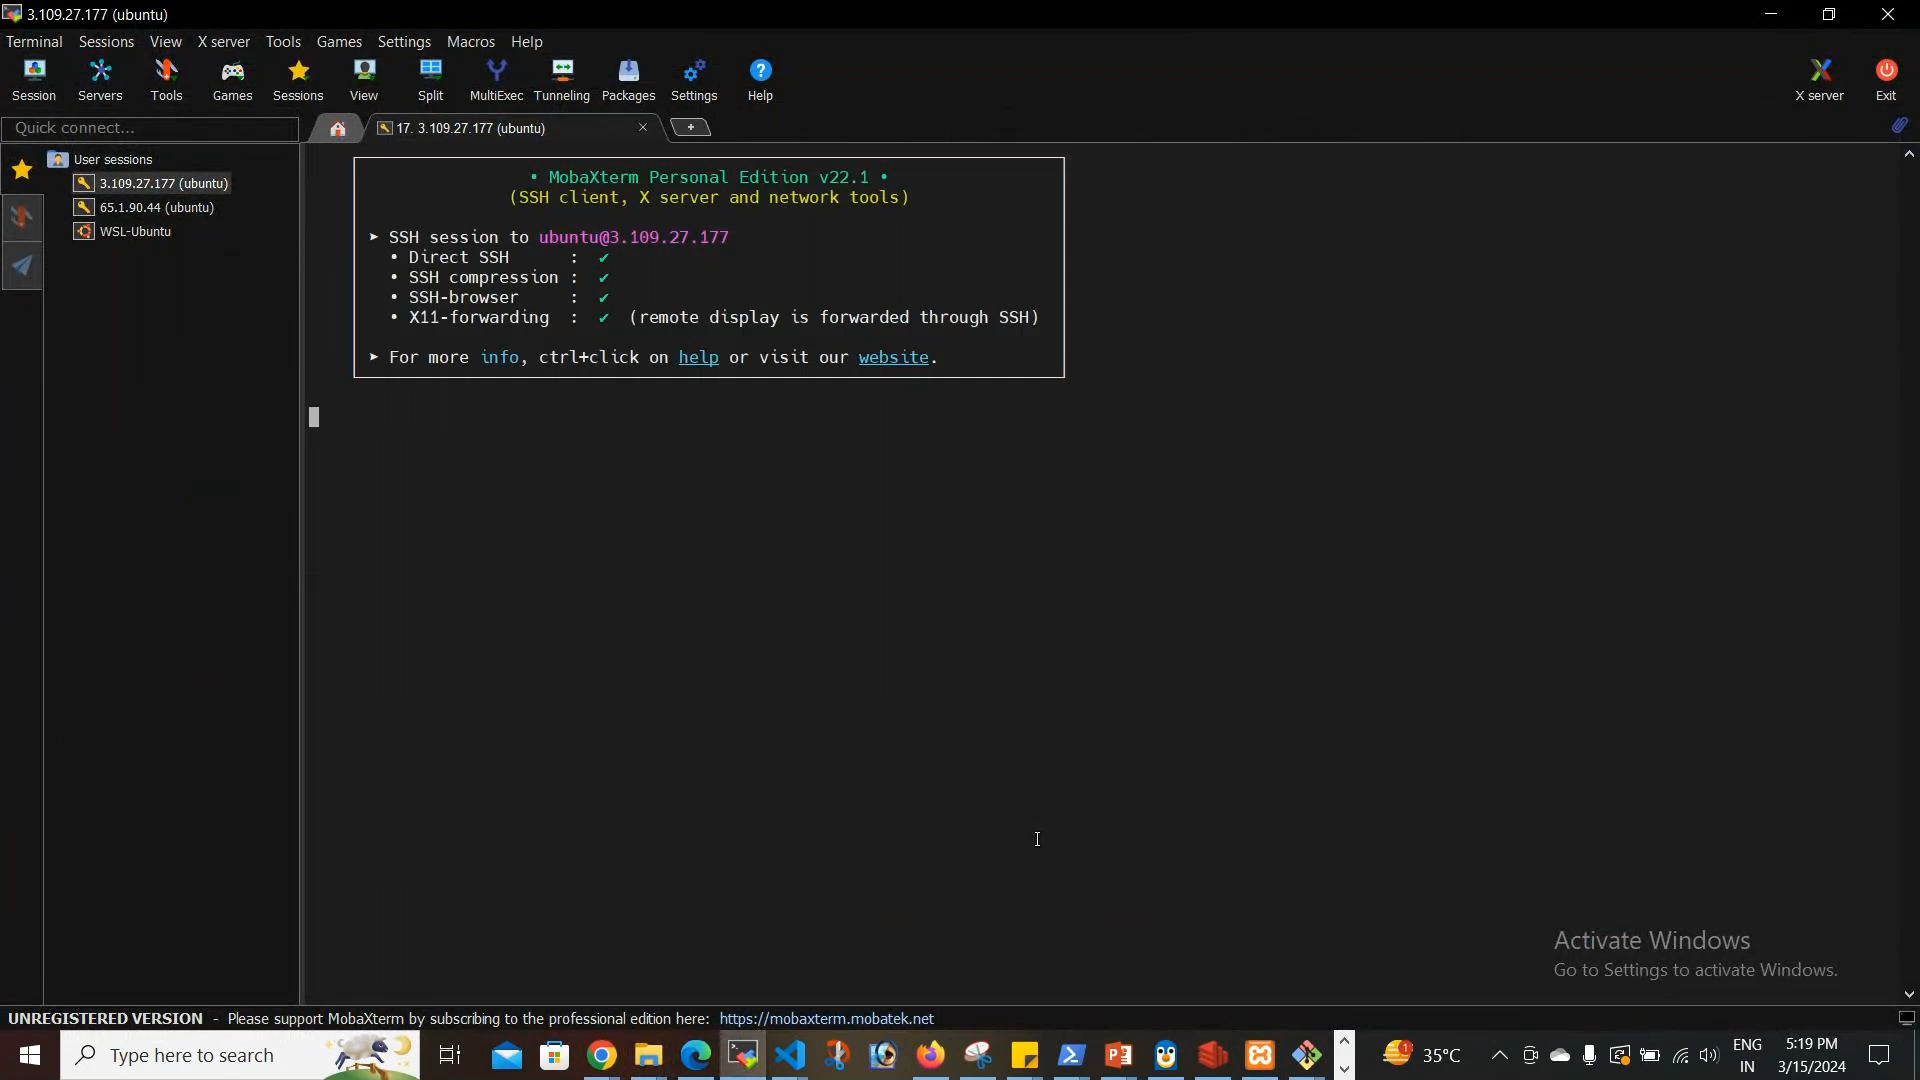 3.109.27.177 (ubuntu)
Terminal Sessions View X server Tools Games Settings Macros Help
Session Servers Tools Games Sessions View Split MultiExec Tunneling Packages Settings Help X server Exit
Quick connect...
17. 3.109.27.177 (ubuntu)
User sessions
3.109.27.177 (ubuntu)
65.1.90.44 (ubuntu)
WSL-Ubuntu
• MobaXterm Personal Edition v22.1 •
(SSH client, X server and network tools)
➤ SSH session to ubuntu@3.109.27.177
• Direct SSH : ✔
• SSH compression : ✔
• SSH-browser : ✔
• X11-forwarding : ✔ (remote display is forwarded through SSH)
➤ For more info, ctrl+click on help or visit our website.
Activate Windows
Go to Settings to activate Windows.
UNREGISTERED VERSION - Please support MobaXterm by subscribing to the professional edition here: https://mobaxterm.mobatek.net
Type here to search
35°C
ENG
IN
5:19 PM
3/15/2024